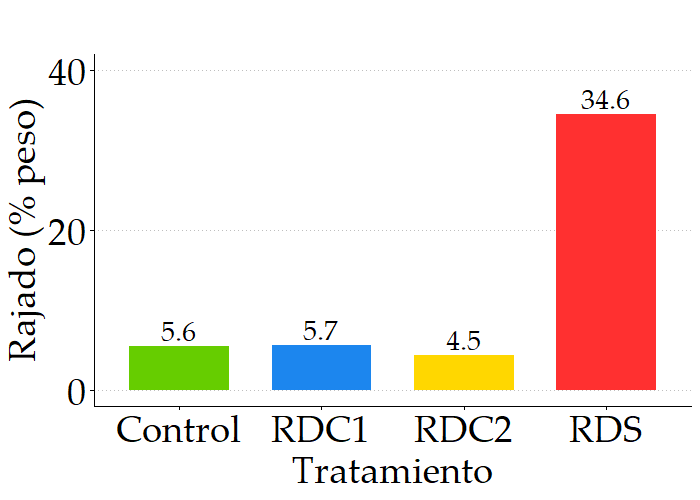 Rajado (% peso)
40
20
0
5.6
5.7
4.5
34.6
Control
RDC1
RDC2
RDS
Tratamiento